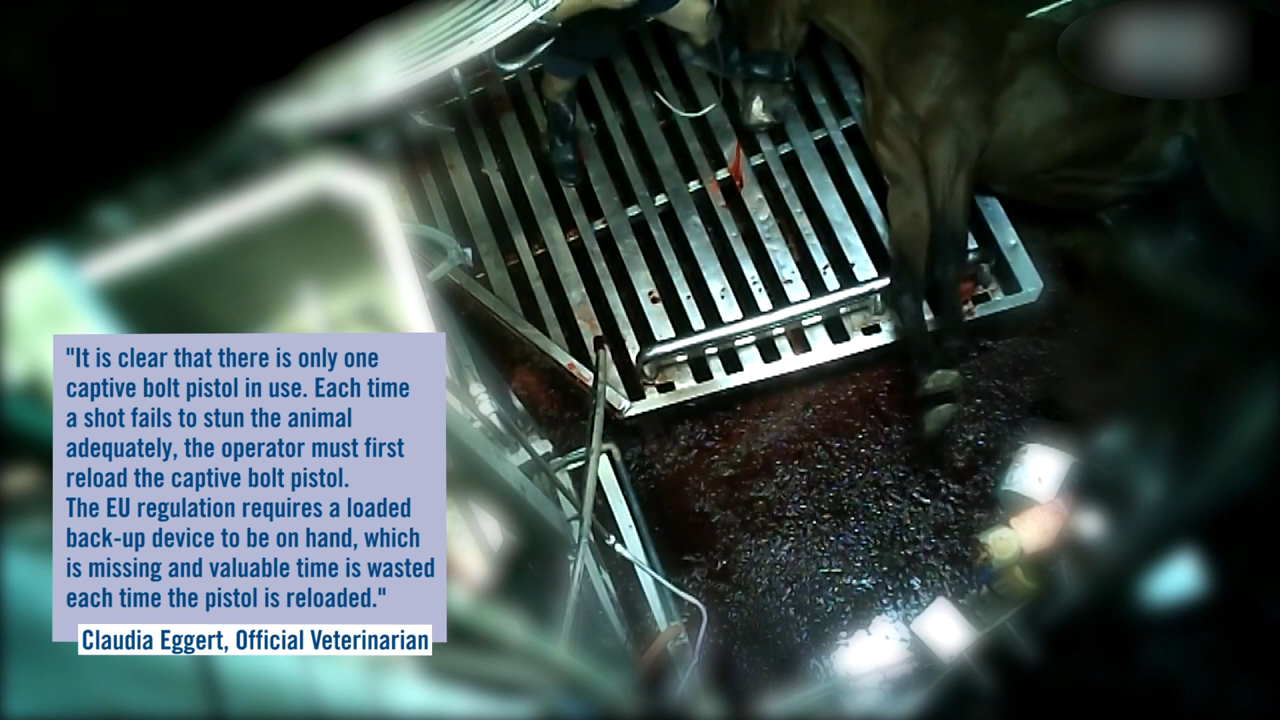 "It is clear that there is only one
captive bolt pistol in use. Each time
a shot fails to stun the animal
adequately, the operator must first
reload the captive bolt pistol.
The EU regulation requires a loaded
back-up device to be on hand, which
is missing and valuable time is wasted
each time the pistol is reloaded."
Claudia Eggert, Official Veterinarian